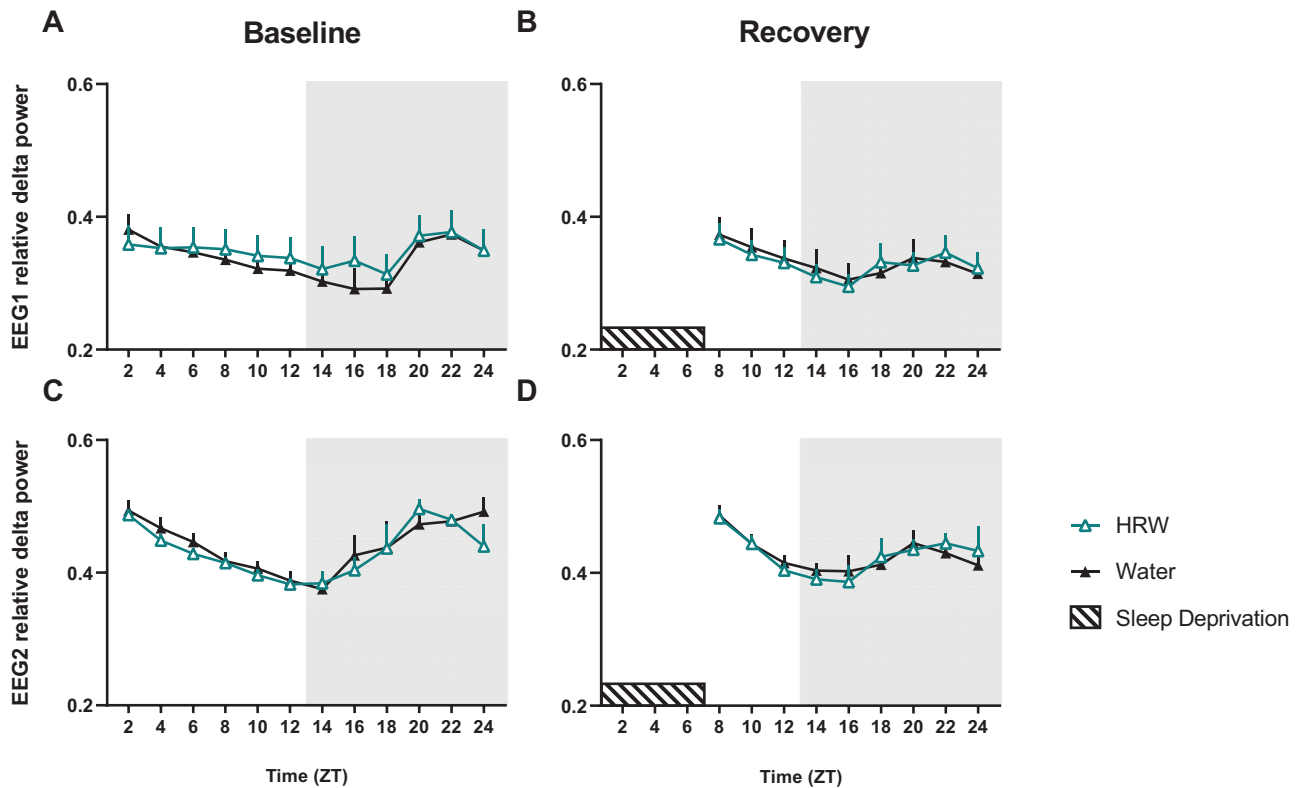 A
Baseline
B
Recovery
EEG1 relative delta power
0.6
0.4
0.2
2 4 6 8 10 12 14 16 18 20 22 24
0.6
0.4
0.2
2 4 6 8 10 12 14 16 18 20 22 24
C
D
EEG2 relative delta power
0.6
0.4
0.2
2 4 6 8 10 12 14 16 18 20 22 24
Time (ZT)
0.6
0.4
0.2
2 4 6 8 10 12 14 16 18 20 22 24
Time (ZT)
HRW
Water
Sleep Deprivation